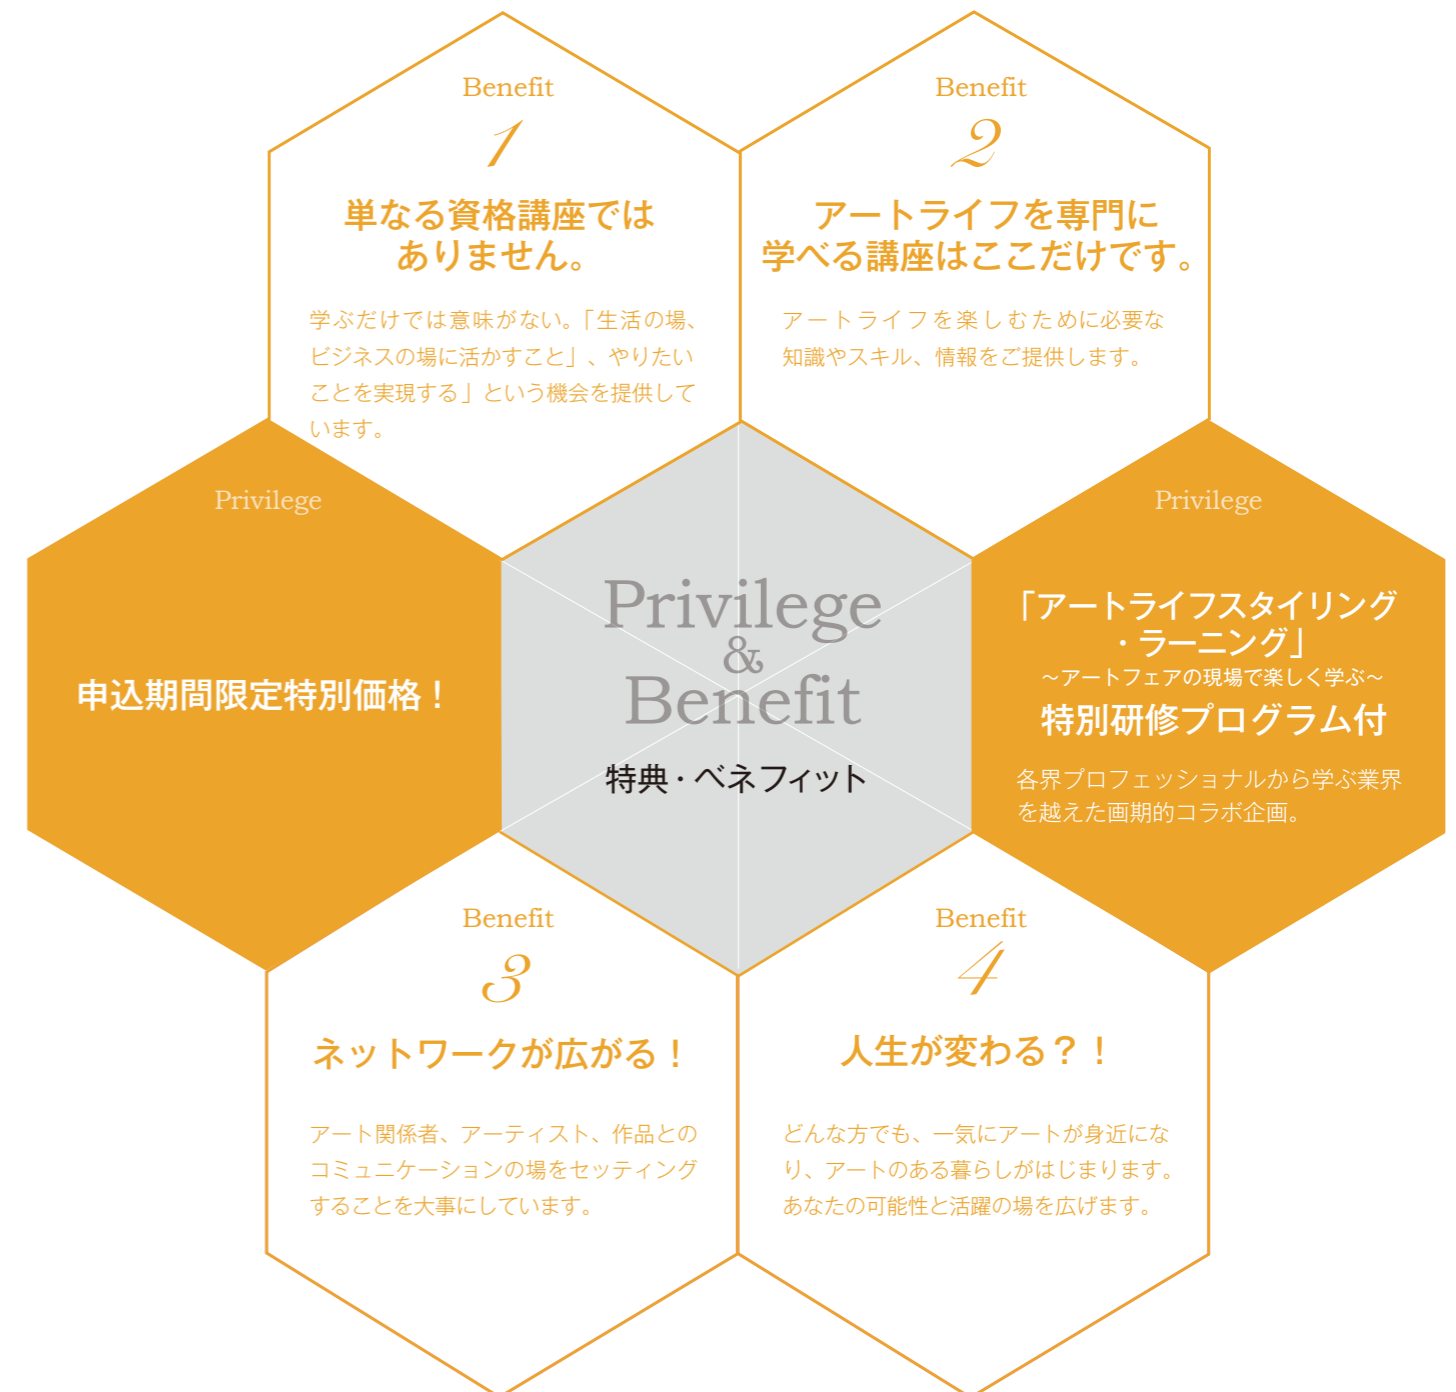 Benefit
1
単なる資格講座では
ありません。
学ぶだけでは意味がない。「生活の場、
ビジネスの場に活かすこと」、やりたい
ことを実現する」という機会を提供して
います。
Benefit
2
アートライフを専門に
学べる講座はここだけです。
アートライフを楽しむために必要な
知識やスキル、情報をご提供します。
Privilege
申込期間限定特別価格！
Privilege
&
Benefit
特典・ベネフィット
Privilege
「アートライフスタイリング
・ラーニング」
～アートフェアの現場で楽しく学ぶ～
特別研修プログラム付
各界プロフェッショナルから学ぶ業界
を越えた画期的コラボ企画。
Benefit
3
ネットワークが広がる！
アート関係者、アーティスト、作品との
コミュニケーションの場をセッティング
することを大事にしています。
Benefit
4
人生が変わる？！
どんな方でも、一気にアートが身近にな
り、アートのある暮らしがはじまります。
あなたの可能性と活躍の場を広げます。